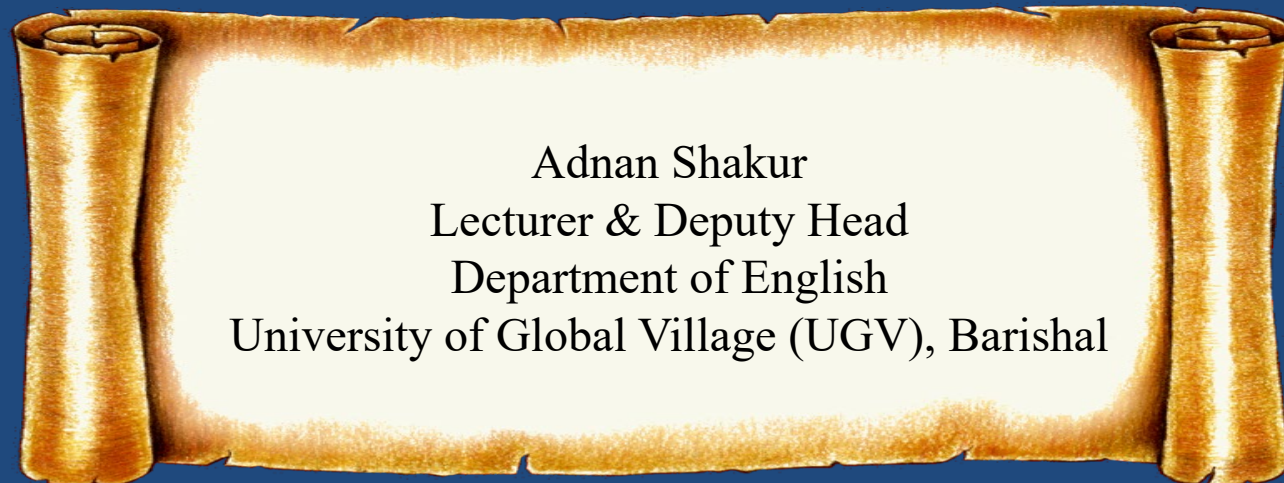 Adnan Shakur
Lecturer & Deputy Head
Department of English
University of Global Village (UGV), Barishal